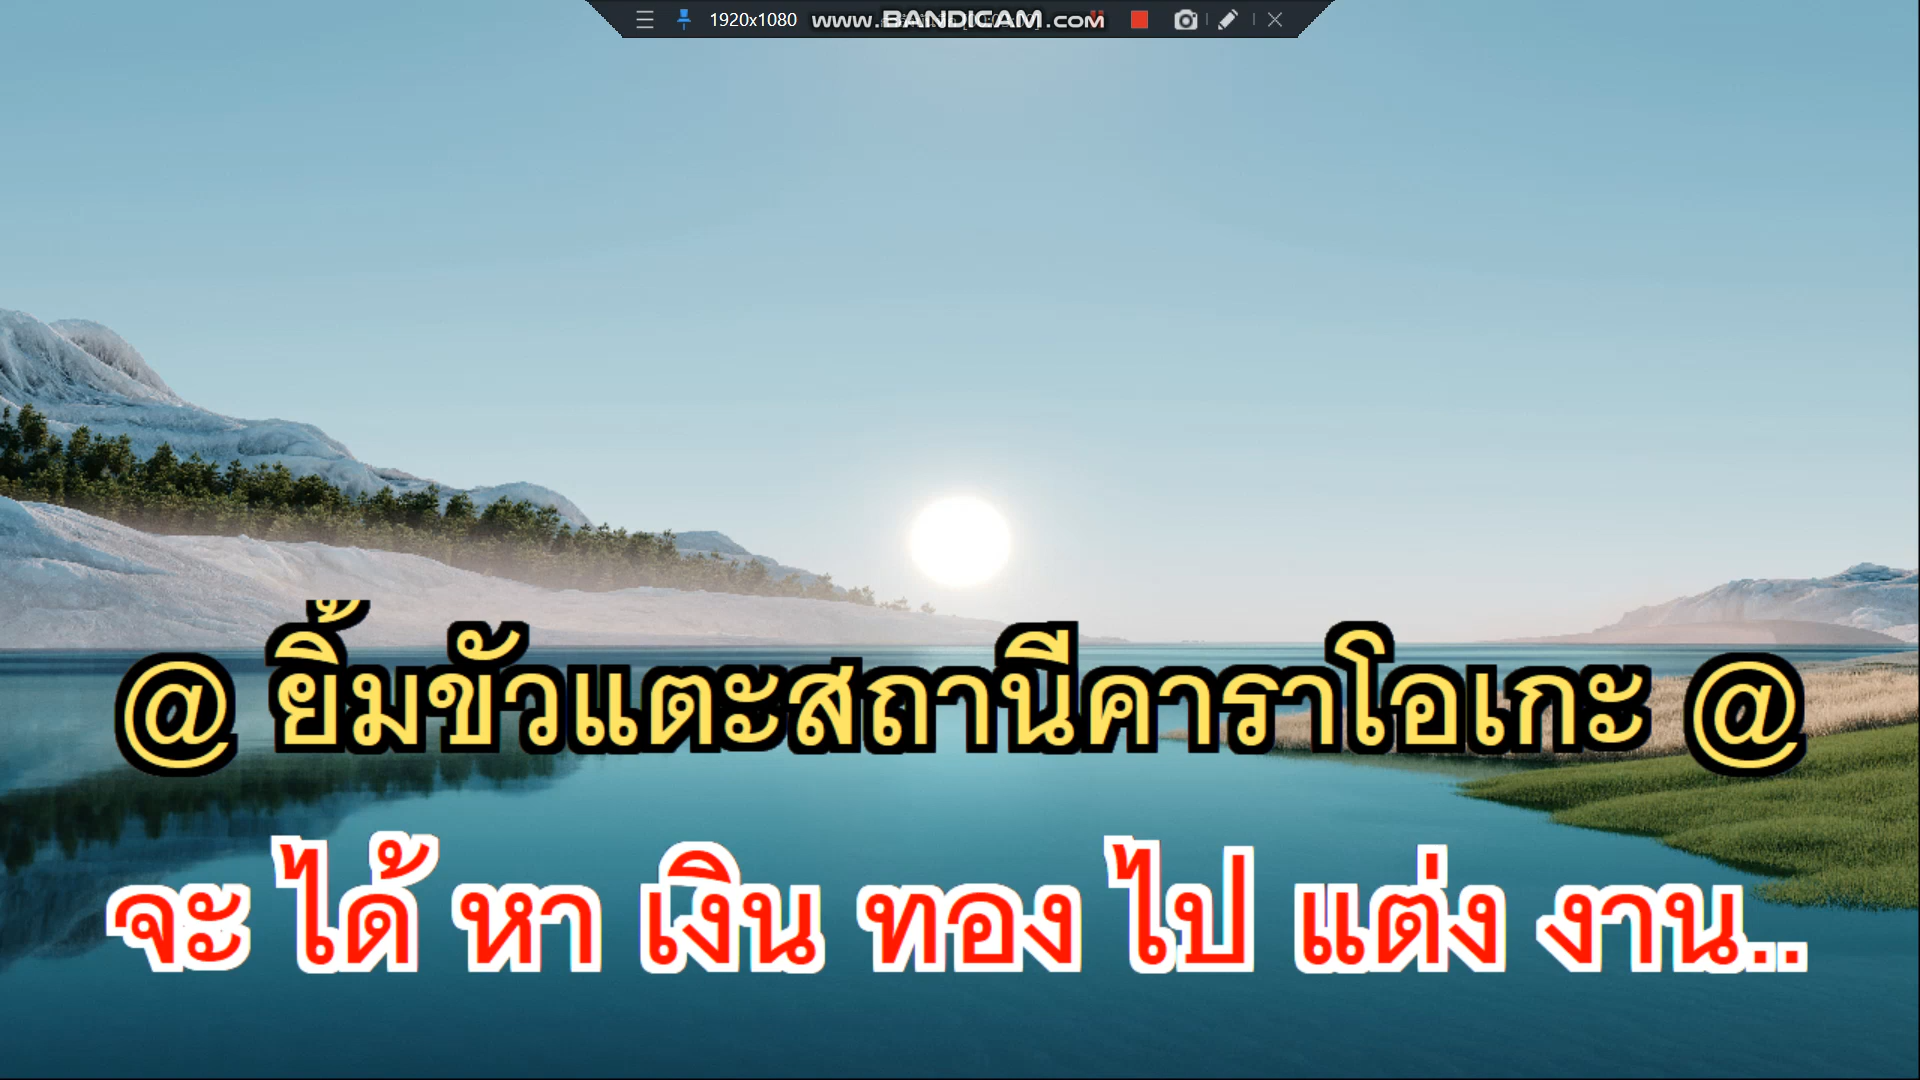 1920x1080 www.BANDICAM.com
@ ยิ้มขัวแตะสถานีคาราโอเกะ @
จะ ได้ หา เงิน ทอง ไป แต่ง งาน..